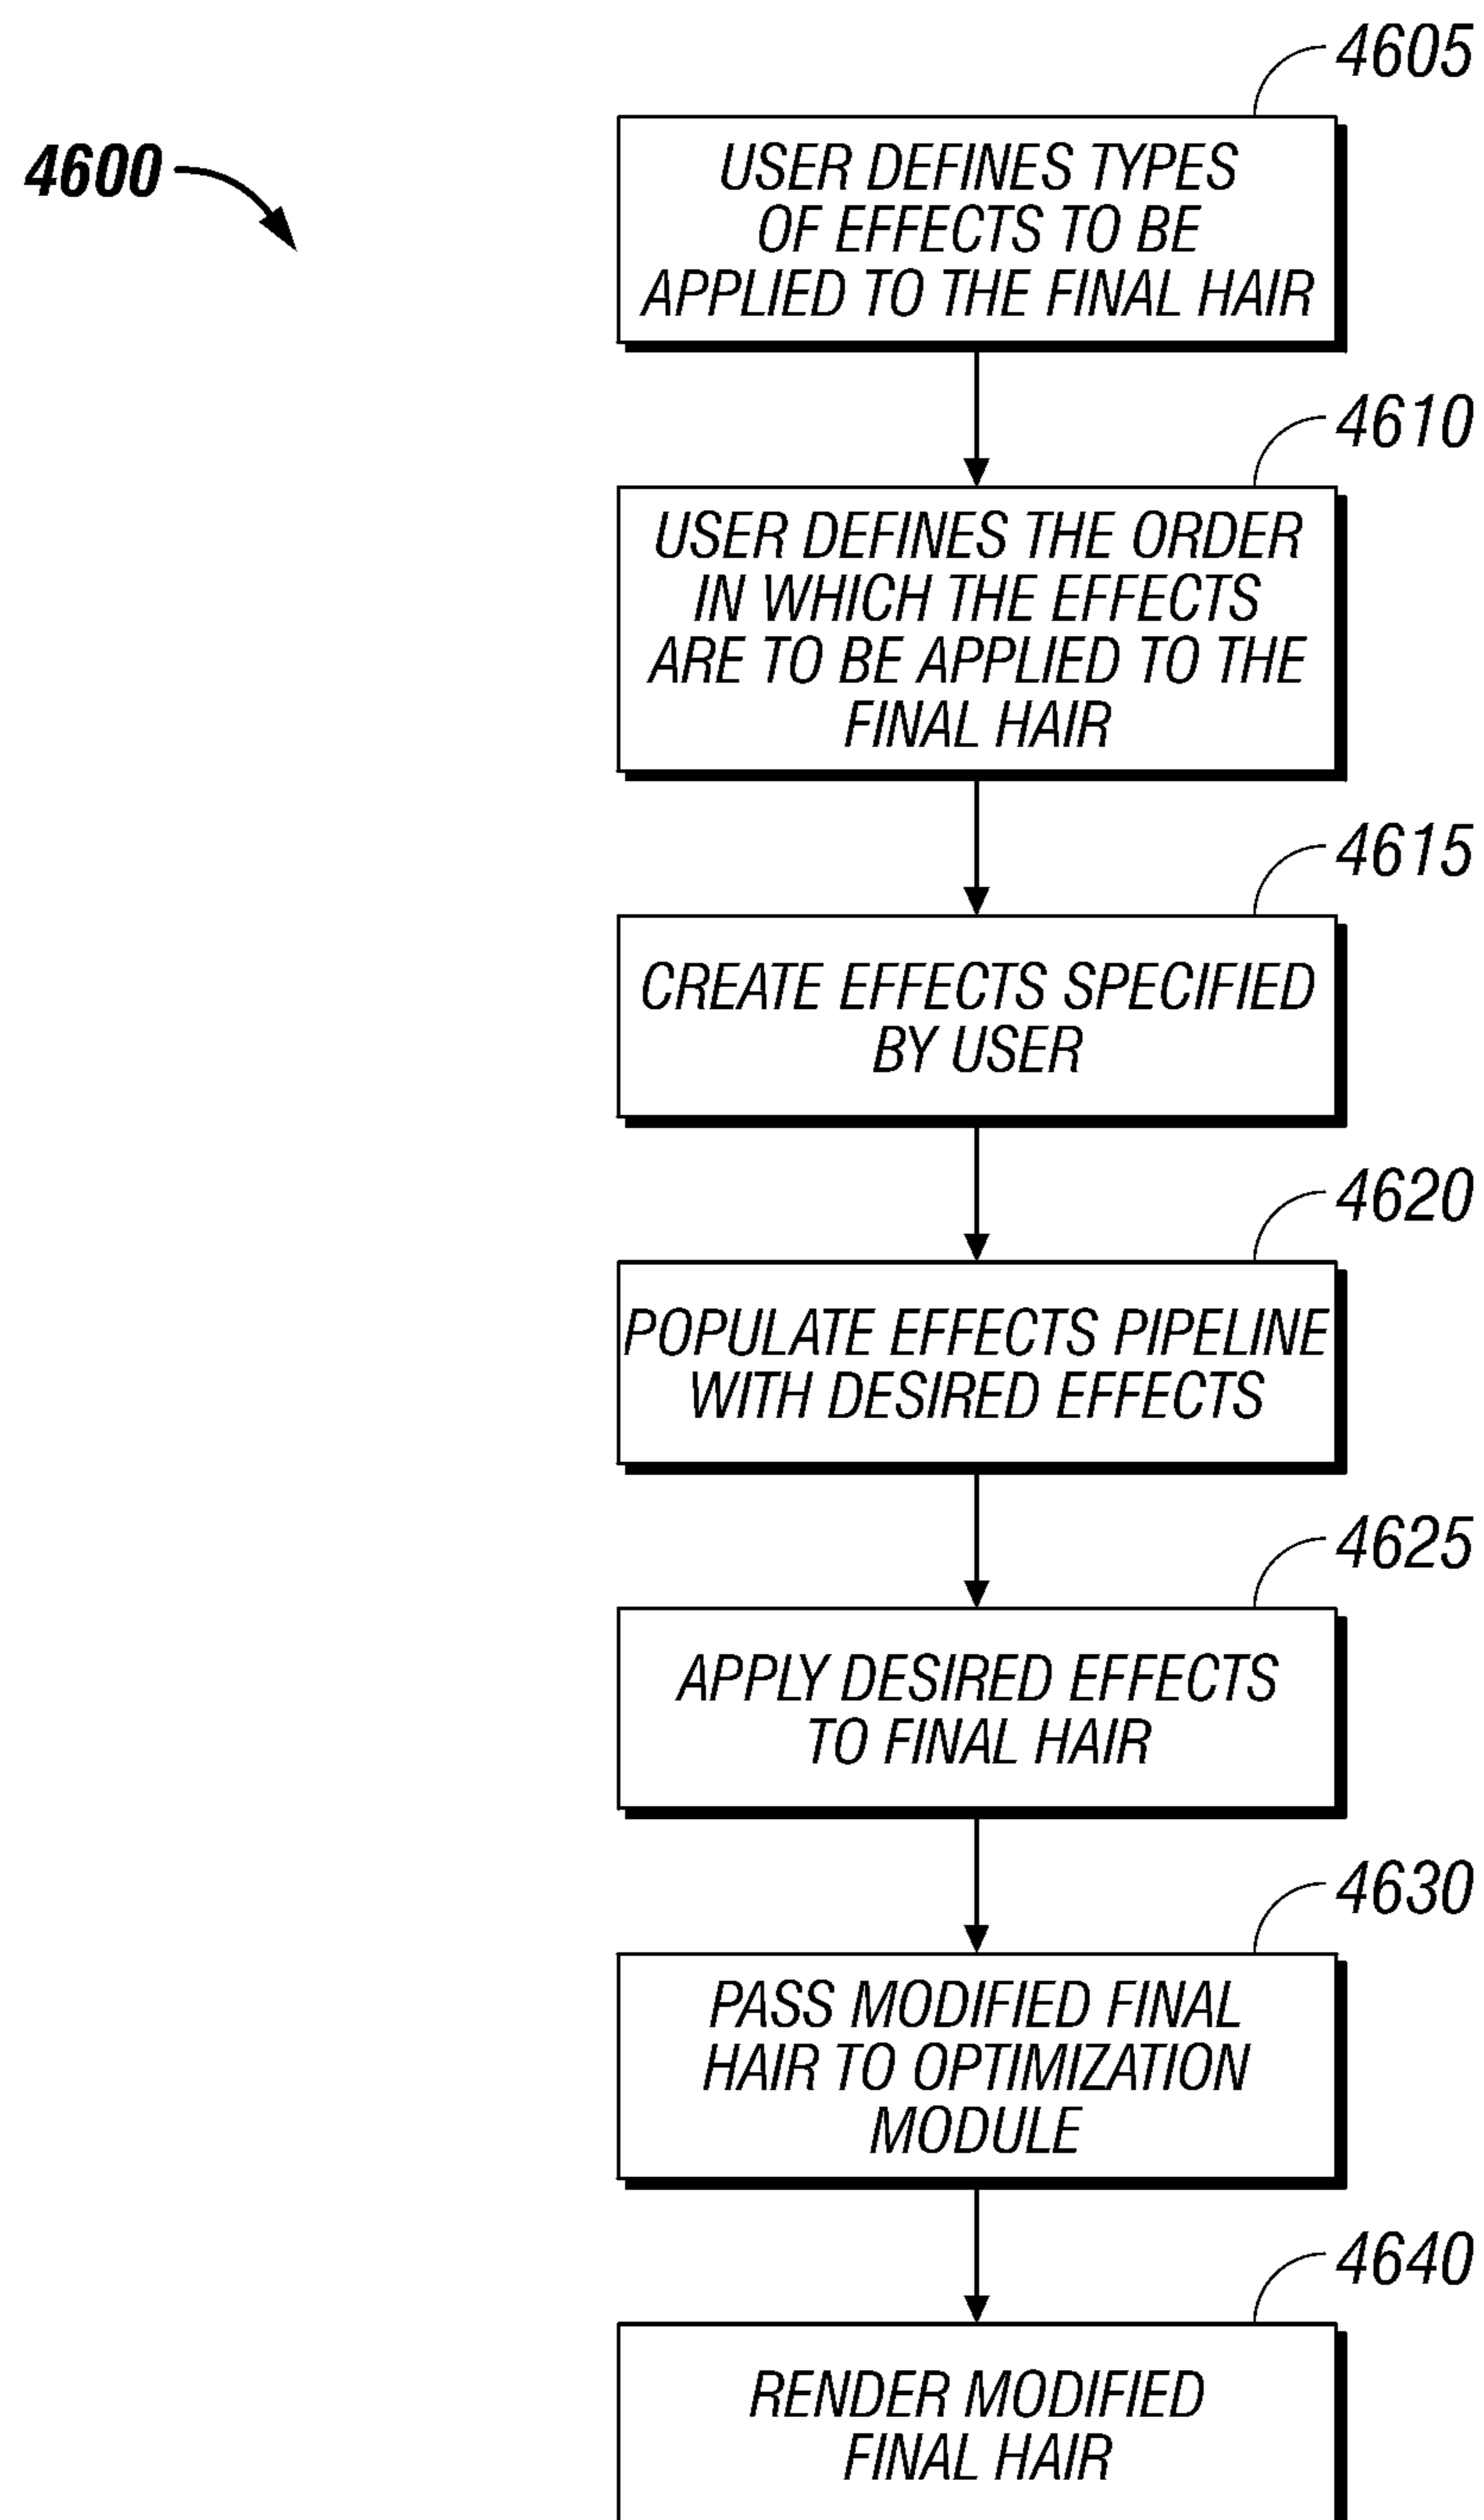 4605
4600
USER DEFINES TYPES
OF EFFECTS TO BE
APPLIED TO THE FINAL HAIR
4610
USER DEFINES THE ORDER
IN WHICH THE EFFECTS
ARE TO BE APPLIED TO THE
FINAL HAIR
4615
CREATE EFFECTS SPECIFIED
BY USER
4620
POPULATE EFFECTS PIPELINE
WITH DESIRED EFFECTS
4625
APPLY DESIRED EFFECTS
TO FINAL HAIR
4630
PASS MODIFIED FINAL
HAIR TO OPTIMIZATION
MODULE
4640
RENDER MODIFIED
FINAL HAIR